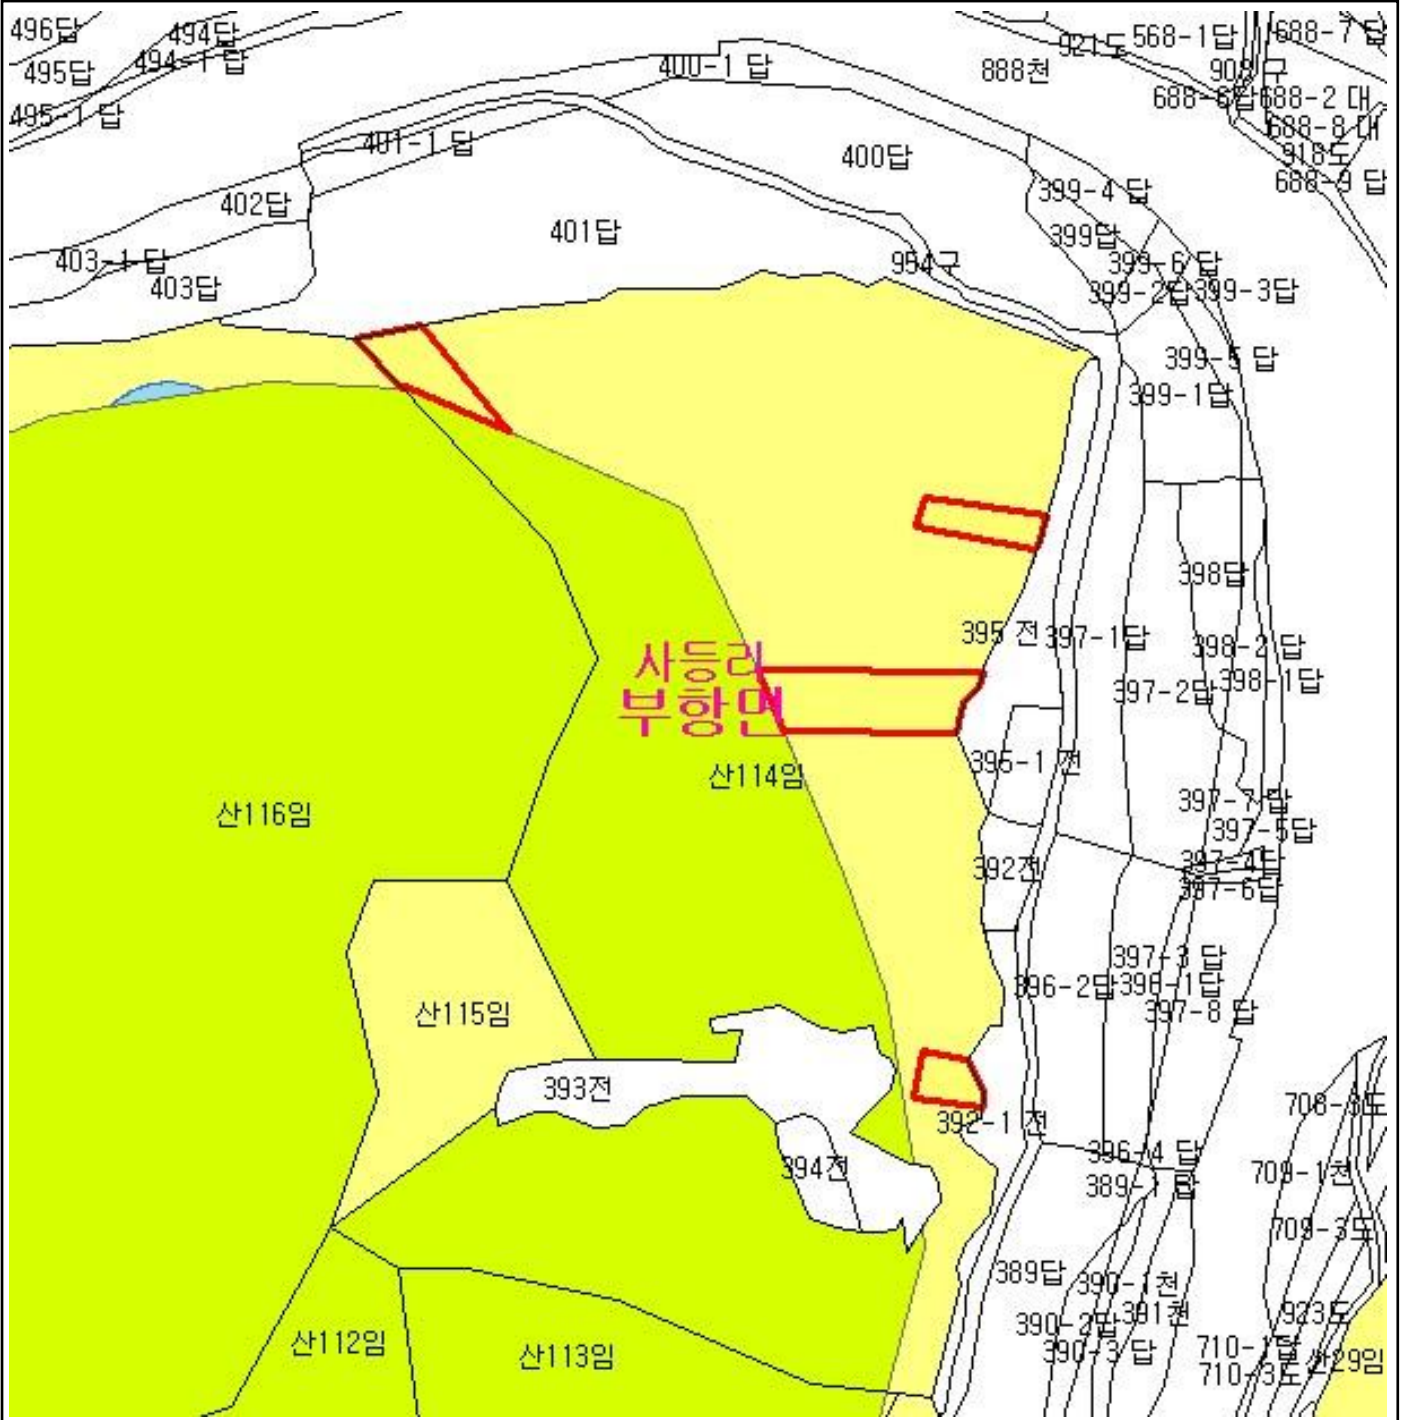 496답
494답
921도
568-1답
688-7 답
495답
494-1 답
400-1 답
888천
908구
495-1 답
688-6답
688-2 대
401-1 답
400답
688-8 대
918도
399-4 답
688-9 답
402답
401답
399답
403-1 답
954구
399-6 답
403답
399-2답
399-3답
399-5 답
399-1답
398답
395 전
397-1답
398-2 답
사등리
397-2답
398-1답
부항면
산114임
395-1 전
산116임
397-7답
397-5답
392전
397-4답
397-6답
397-3 답
산115임
396-2답
396-1답
397-8 답
393전
392-1 전
708-3도
394전
396-4 답
709-1천
389-1 답
709-3도
389답
390-1천
산112임
산113임
390-2답
391천
923도
390-3 답
710-1답
710-3도
산29임